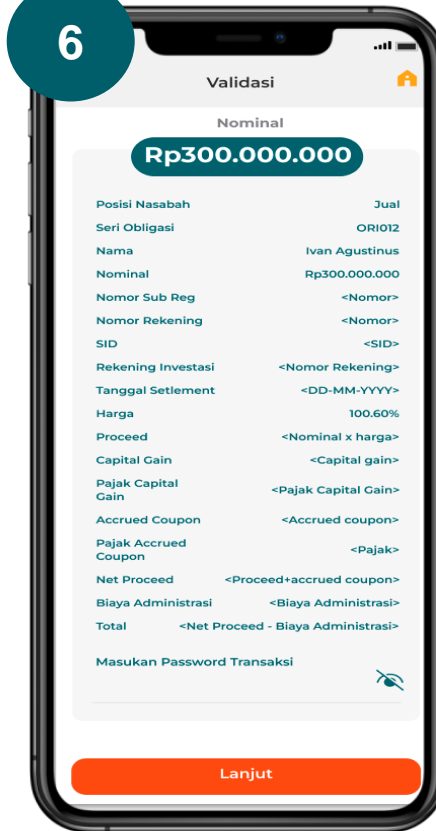 6
Validasi
Nominal
Rp300.000.000
Posisi Nasabah Jual
Seri Obligasi ORI012
Nama Ivan Agustinus
Nominal Rp300.000.000
Nomor Sub Reg <Nomor>
Nomor Rekening <Nomor>
SID <SID>
Rekening Investasi <Nomor Rekening>
Tanggal Setlement <DD-MM-YYYY>
Harga 100.60%
Proceed <Nominal x harga>
Capital Gain <Capital gain>
Pajak Capital
Gain <Pajak Capital Gain>
Accrued Coupon <Accrued coupon>
Pajak Accrued
Coupon <Pajak>
Net Proceed <Proceed+accrued coupon>
Biaya Administrasi <Biaya Administrasi>
Total <Net Proceed - Biaya Administrasi>
Masukan Password Transaksi
Lanjut